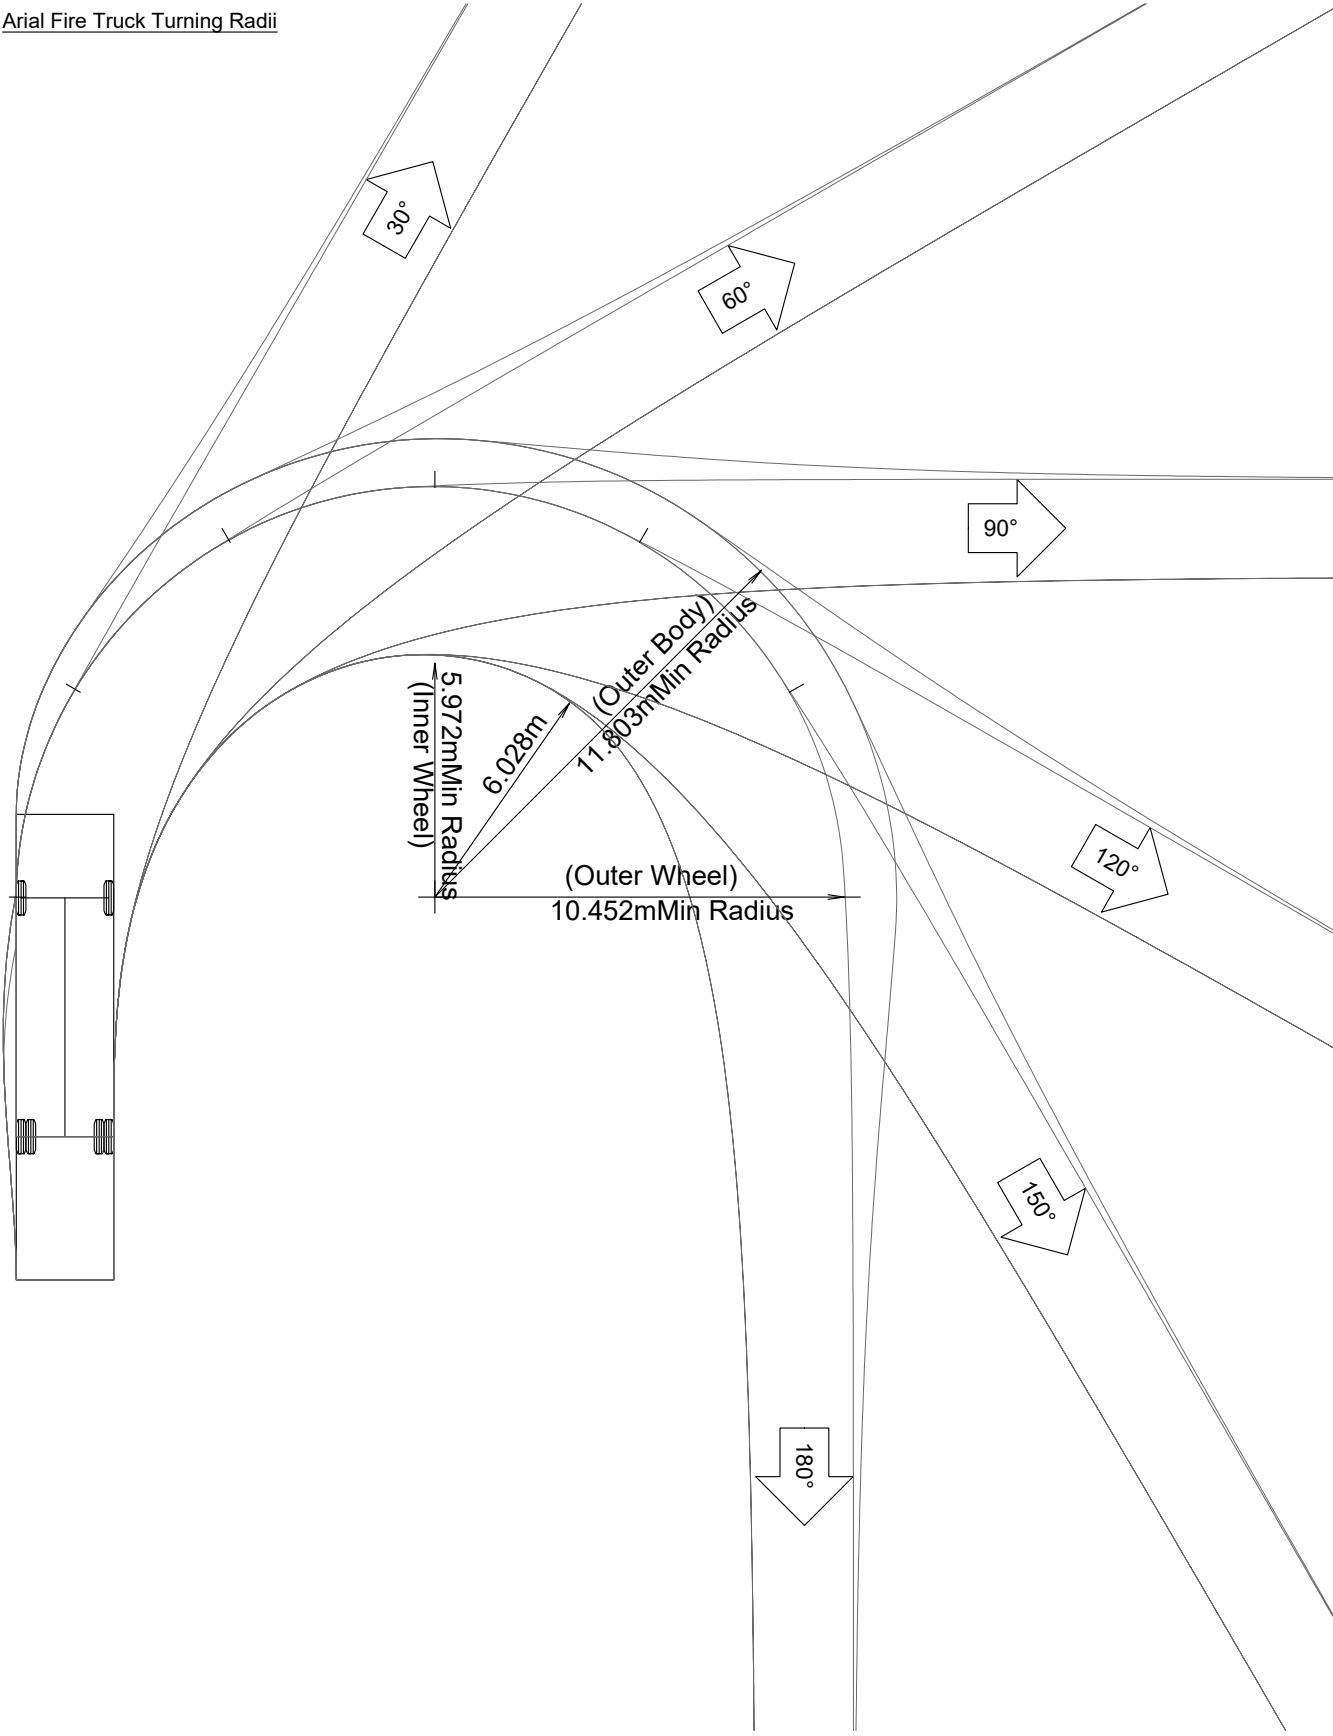 Arial Fire Truck Turning Radii
30°
60°
90°
(Outer Body)
11.803mMin Radius
5.972mMin Radius
(Inner Wheel)
6.028m
120°
(Outer Wheel)
10.452mMin Radius
150°
180°